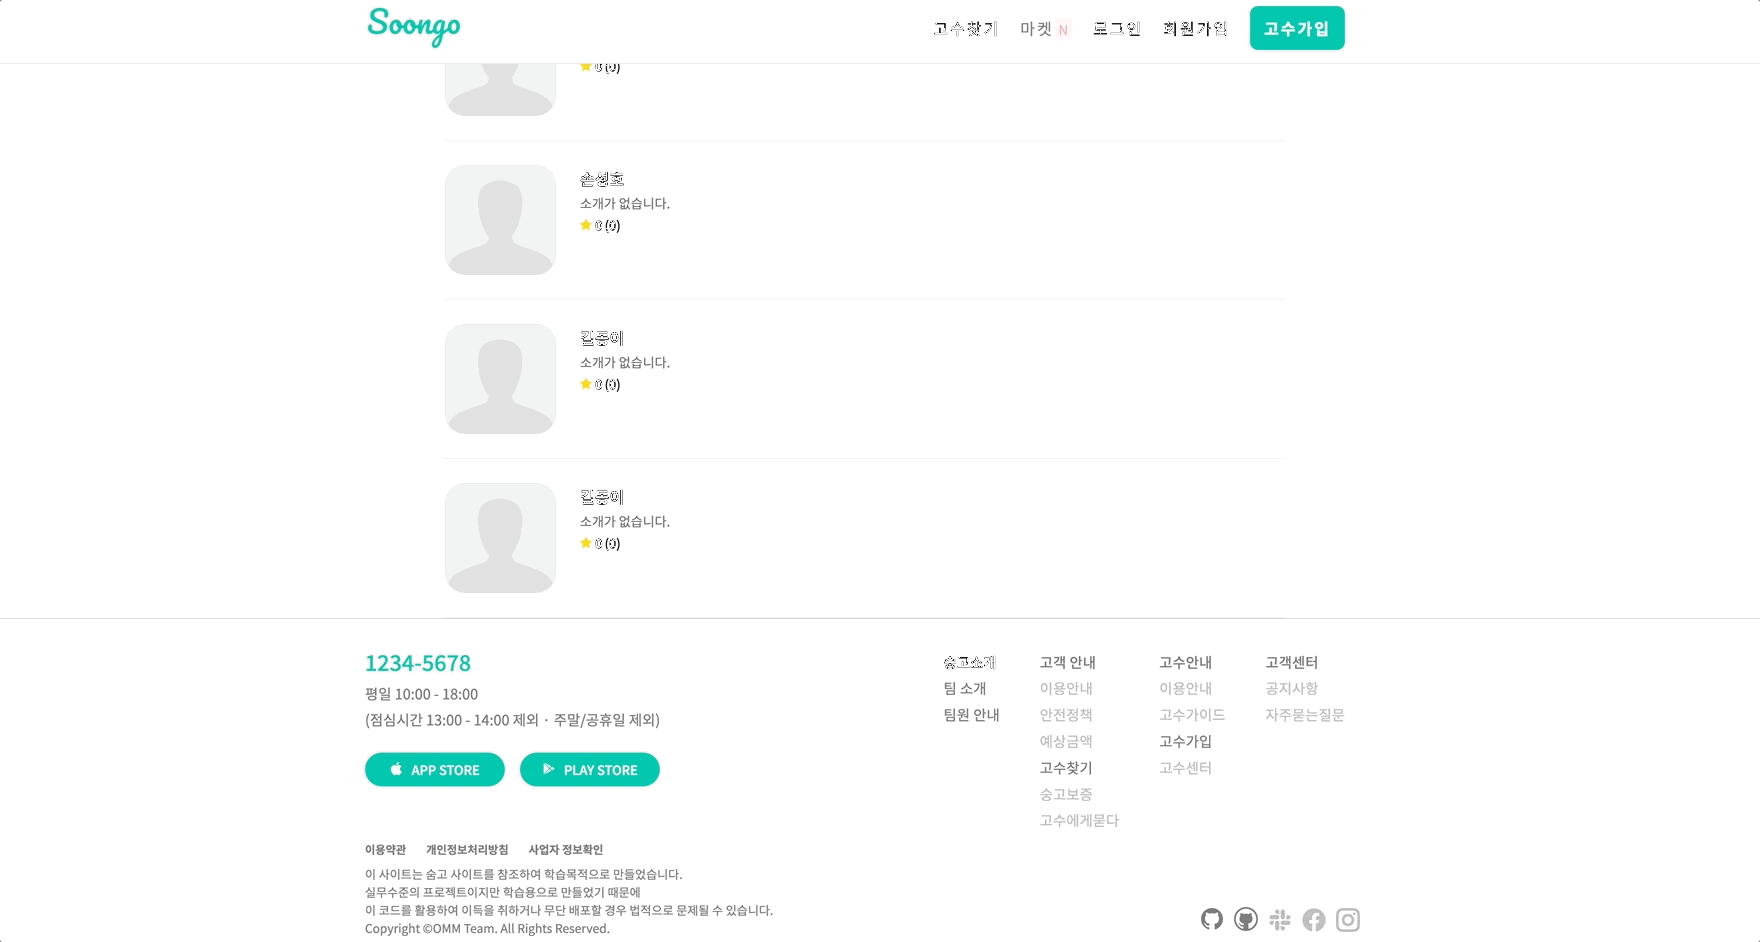 Soongo
고수찾기 마켓 N 로그인 회원가입 고수가입
0 (0)
손성호
소개가 없습니다.
0 (0)
길동이
소개가 없습니다.
0 (0)
길동이
소개가 없습니다.
0 (0)
1234-5678
평일 10:00 - 18:00
(점심시간 13:00 - 14:00 제외 · 주말/공휴일 제외)
APP STORE PLAY STORE
숭고소개
팀 소개
팀원 안내
고객 안내
이용안내
안전정책
예상금액
고수찾기
숭고보증
고수에게묻다
고수안내
이용안내
고수가이드
고수가입
고수센터
고객센터
공지사항
자주묻는질문
이용약관 개인정보처리방침 사업자 정보확인
이 사이트는 숨고 사이트를 참조하여 학습목적으로 만들었습니다.
실무수준의 프로젝트이지만 학습용으로 만들었기 때문에
이 코드를 활용하여 이득을 취하거나 무단 배포할 경우 법적으로 문제될 수 있습니다.
Copyright ©OMM Team. All Rights Reserved.